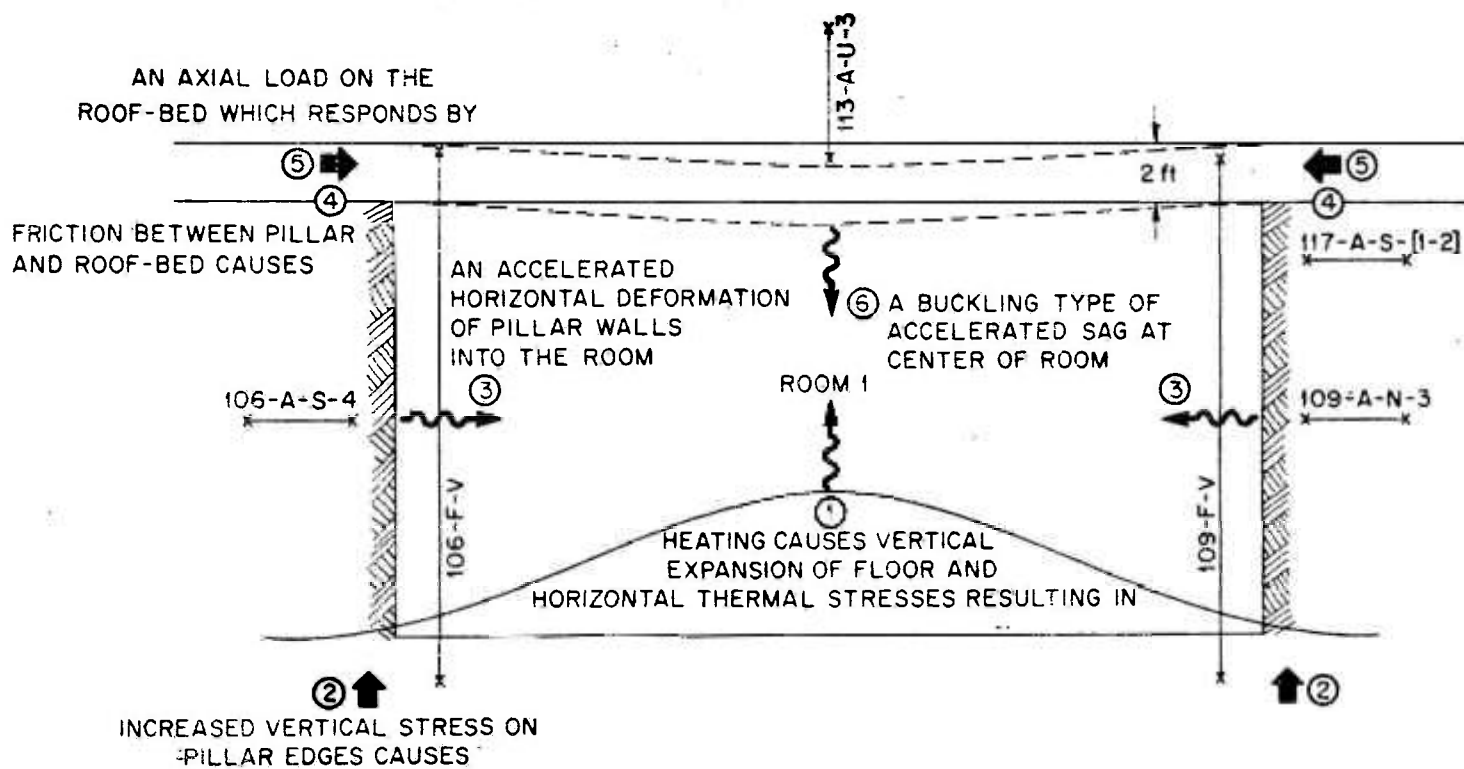 113-A-U-3
AN AXIAL LOAD ON THE
ROOF-BED WHICH RESPONDS BY
⑤
⑤
2 ft
④
④
FRICTION BETWEEN PILLAR
AND ROOF-BED CAUSES
117-A-S-[1-2]
AN ACCELERATED
HORIZONTAL DEFORMATION
OF PILLAR WALLS
INTO THE ROOM
⑥ A BUCKLING TYPE OF
ACCELERATED SAG AT
CENTER OF ROOM
ROOM 1
③
③
106-A-S-4
109-A-N-3
106-F-V
109-F-V
①
HEATING CAUSES VERTICAL
EXPANSION OF FLOOR AND
HORIZONTAL THERMAL STRESSES RESULTING IN
②
②
INCREASED VERTICAL STRESS ON
PILLAR EDGES CAUSES